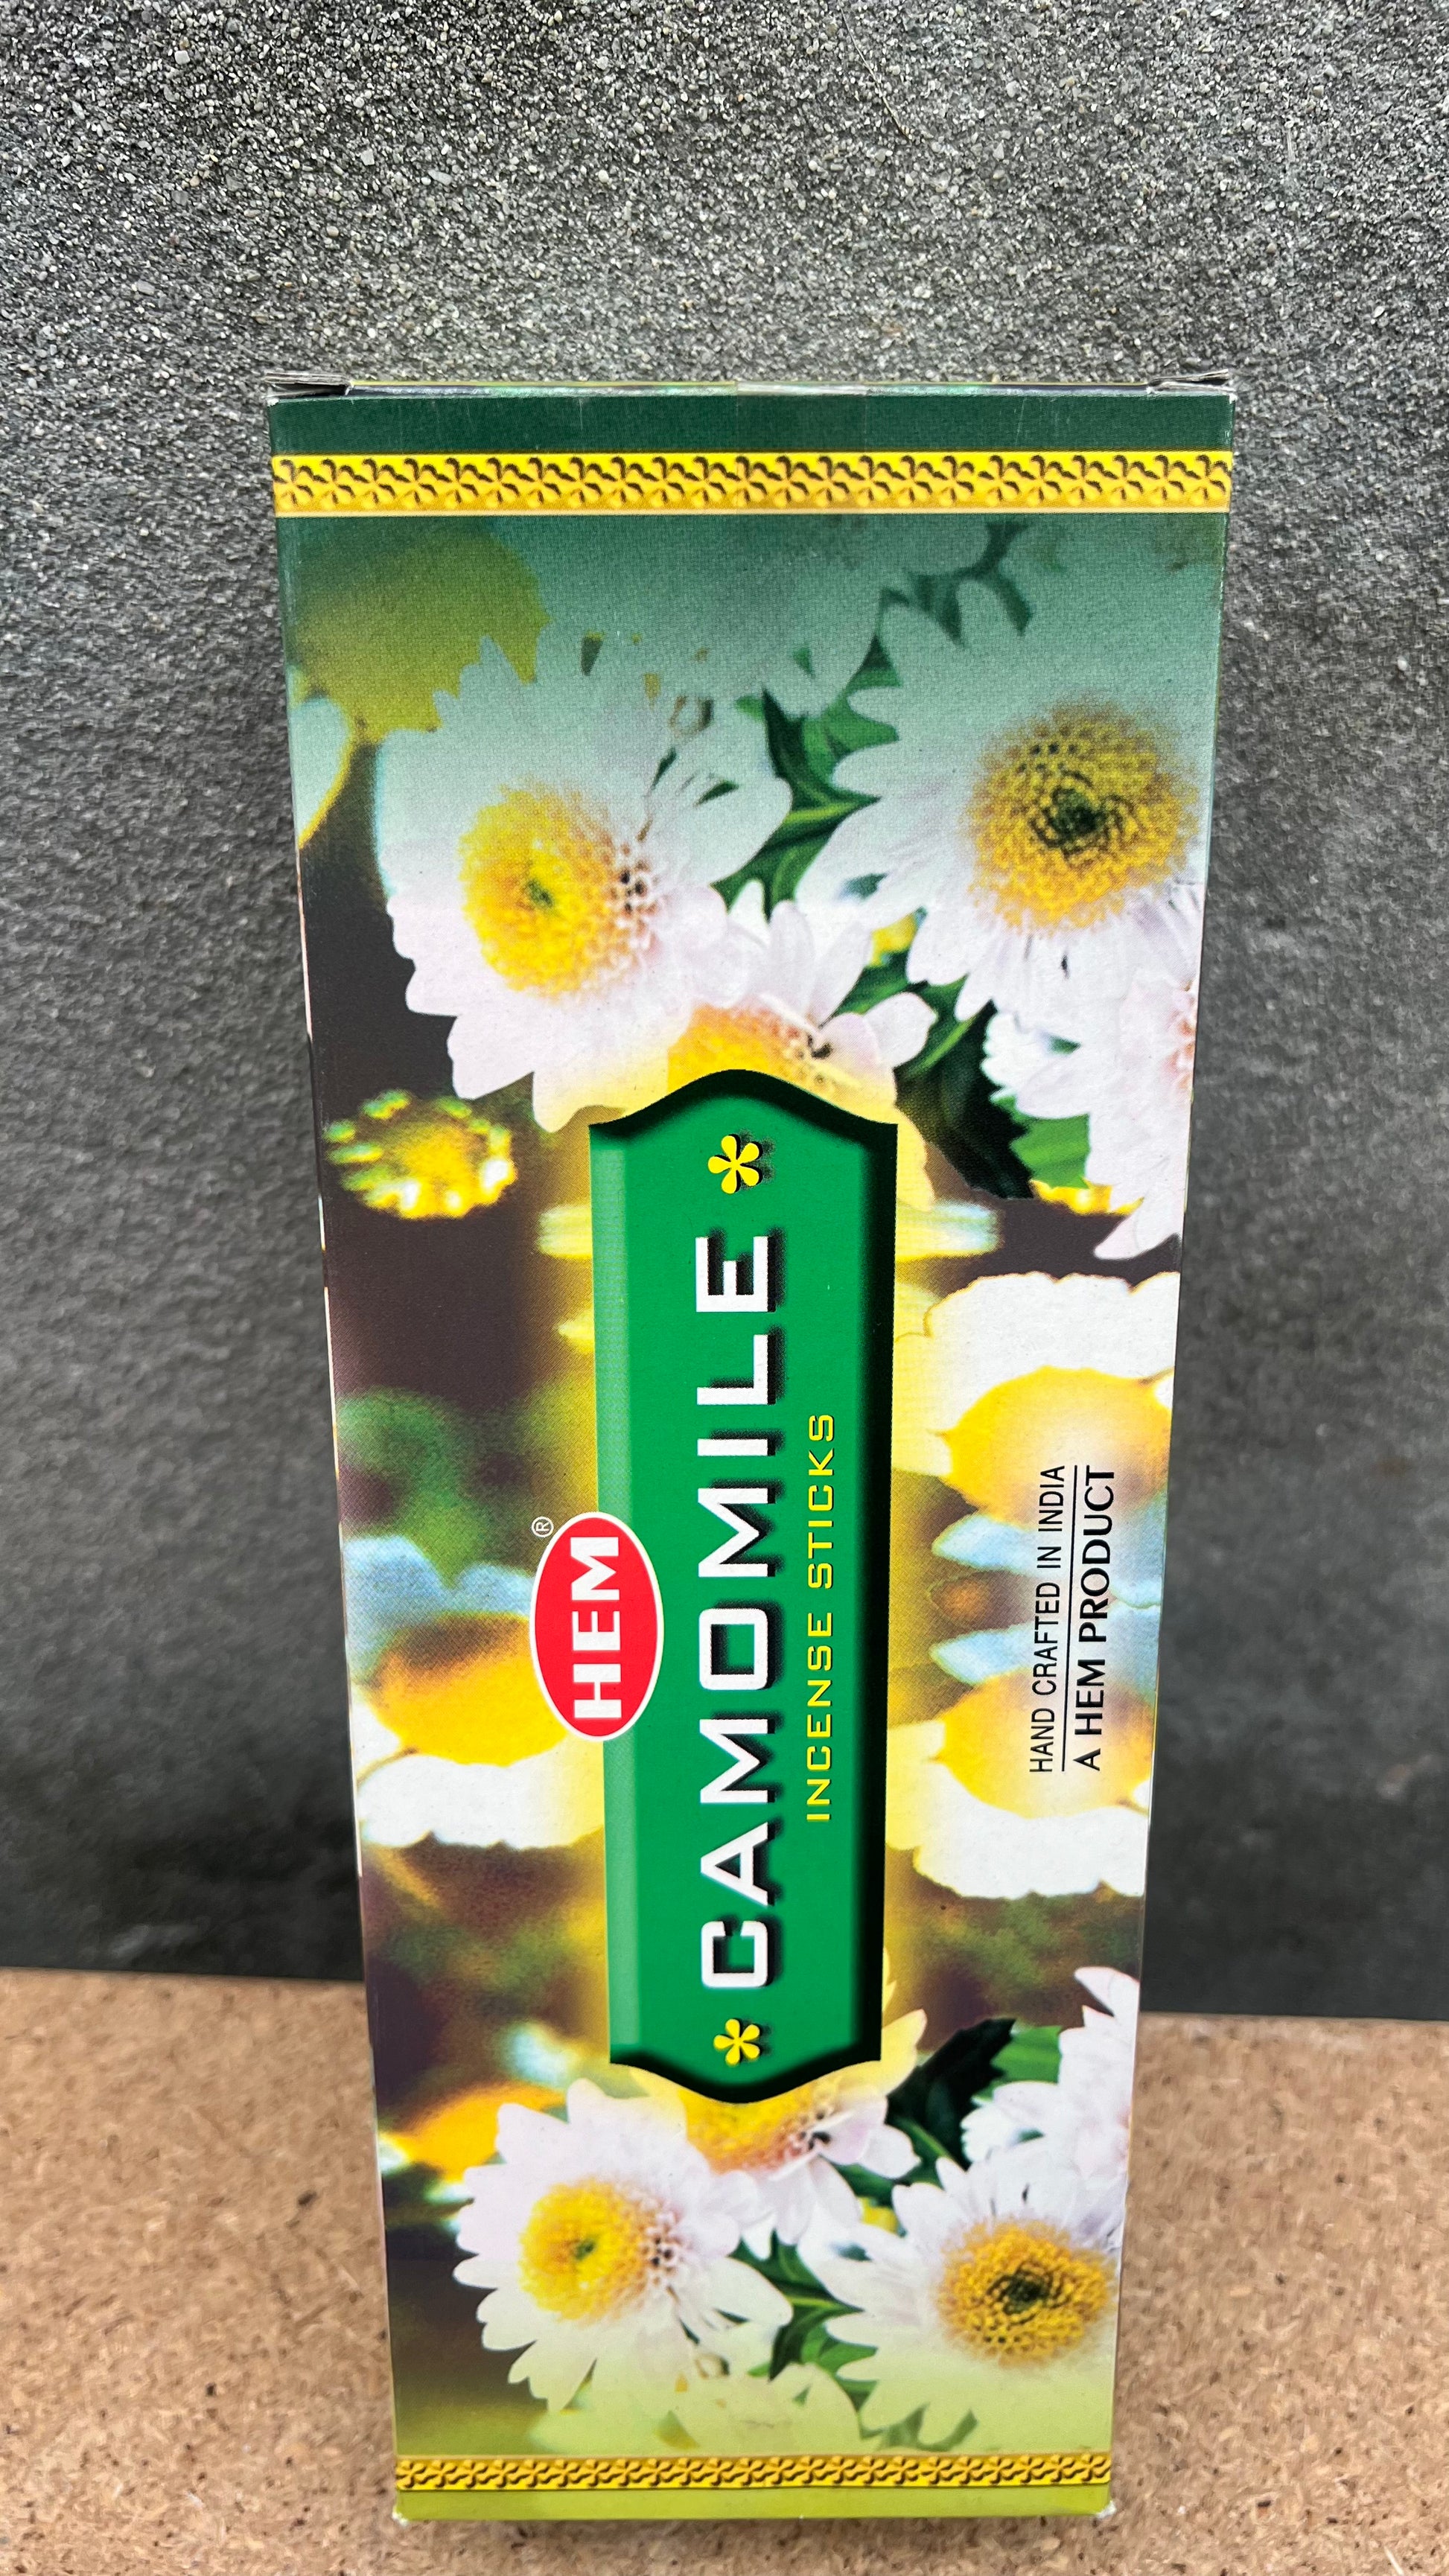 HEM®
CAMOMILE
INCENSE STICKS
HAND CRAFTED IN INDIA
A HEM PRODUCT